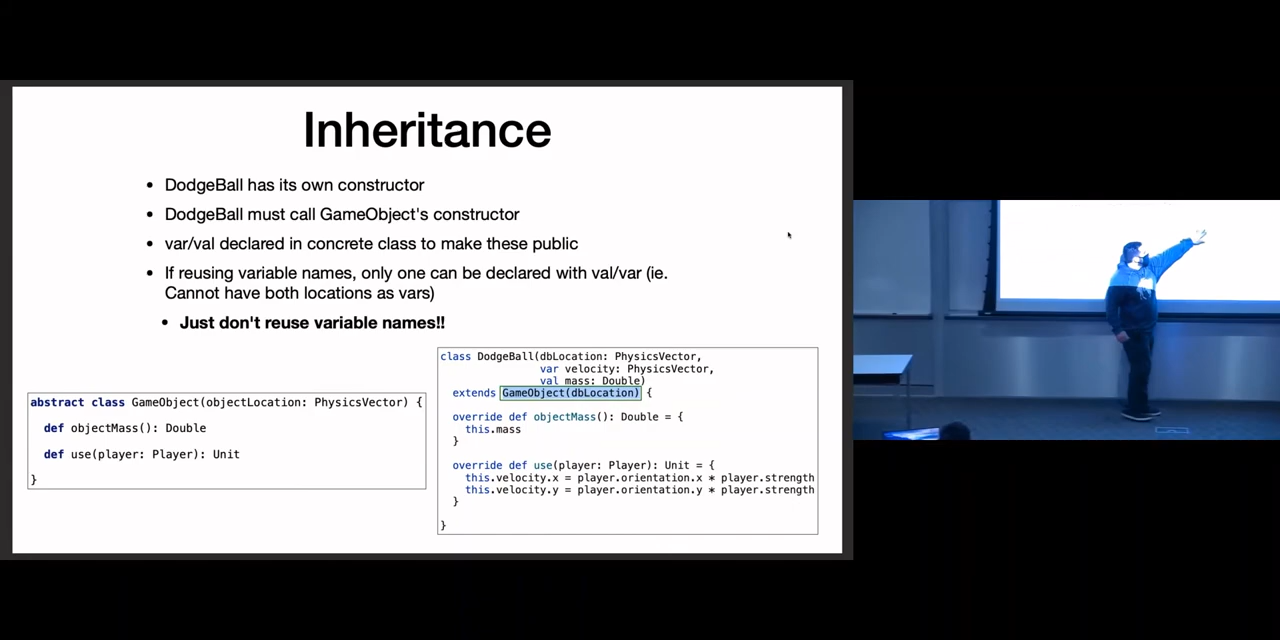 Inheritance
• DodgeBall has its own constructor
• DodgeBall must call GameObject's constructor
• var/val declared in concrete class to make these public
• If reusing variable names, only one can be declared with val/var (ie.
Cannot have both locations as vars)
• Just don't reuse variable names!!
abstract class GameObject(objectLocation: PhysicsVector) {
def objectMass(): Double
def use(player: Player): Unit
}
class DodgeBall(dbLocation: PhysicsVector,
var velocity: PhysicsVector,
val mass: Double)
extends GameObject(dbLocation) {
override def objectMass(): Double = {
this.mass
}
override def use(player: Player): Unit = {
this.velocity.x = player.orientation.x * player.strength
this.velocity.y = player.orientation.y * player.strength
}
}